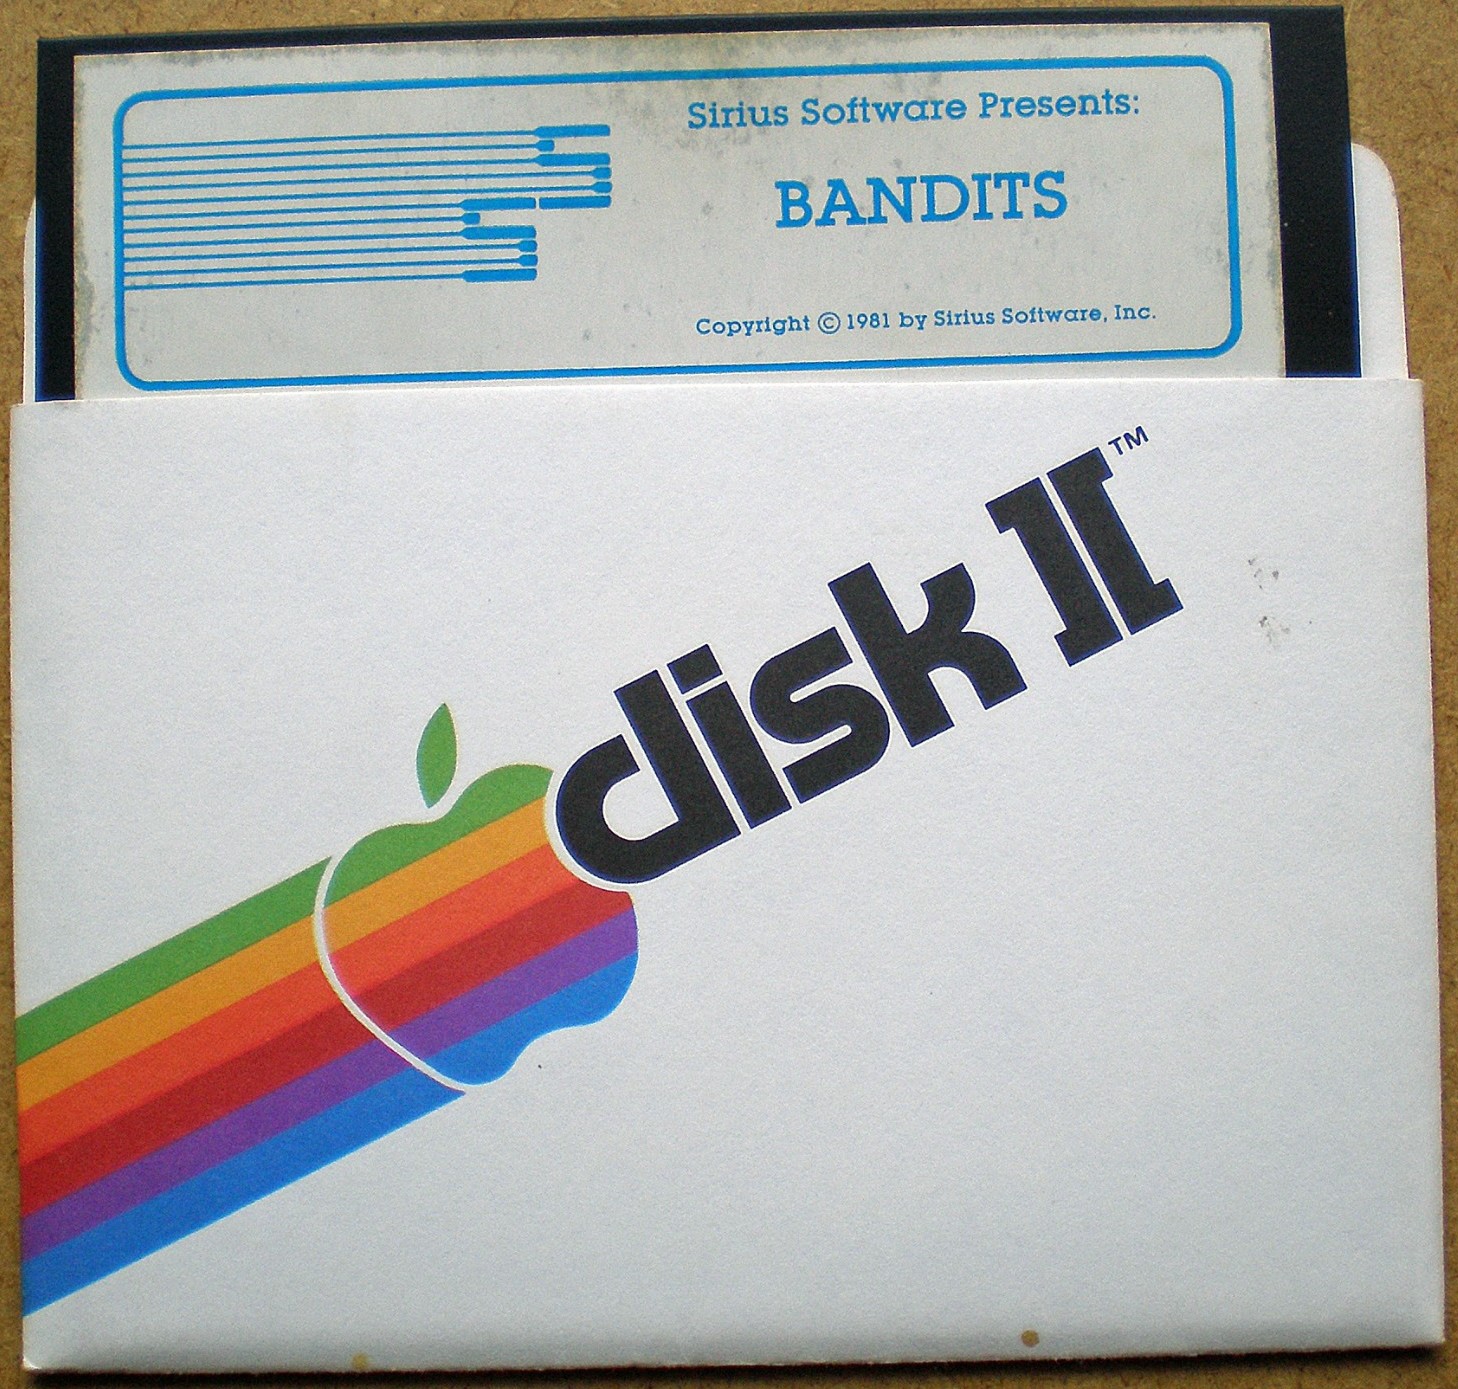 Sirius Software Presents:
BANDITS
Copyright © 1981 by Sirius Software, Inc.
disk II™